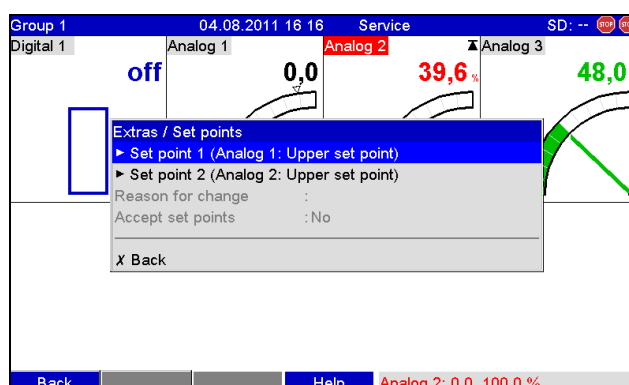 Group 1 04.08.2011 16 16 Service SD: -- STOP
Digital 1 Analog 1 Analog 2 Analog 3
off 0,0 39,6 % 48,0
Extras / Set points
► Set point 1 (Analog 1: Upper set point)
► Set point 2 (Analog 2: Upper set point)
Reason for change :
Accept set points : No
X Back
Back Help Analog 2: 0,0..100,0 %